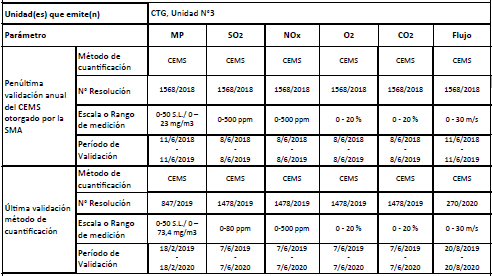 Unidad(es) que emite(n) CTG, Unidad N°3
Parámetro MP SO2 NOx O2 CO2 Flujo
Penúltima validación anual del CEMS otorgado por la SMA
Método de cuantificación CEMS CEMS CEMS CEMS CEMS CEMS
N° Resolución 1568/2018 1568/2018 1568/2018 1568/2018 1568/2018 1568/2018
Escala o Rango de medición 0-50 S.L./ 0 – 23 mg/m3 0-500 ppm 0-500 ppm 0 - 20 % 0 - 20 % 0 - 30 m/s
Período de Validación 11/6/2018 - 11/6/2019 8/6/2018 - 8/6/2019 8/6/2018 - 8/6/2019 8/6/2018 - 8/6/2019 8/6/2018 - 8/6/2019 11/6/2018 - 11/6/2019
Última validación método de cuantificación
Método de cuantificación CEMS CEMS CEMS CEMS CEMS CEMS
N° Resolución 847/2019 1478/2019 1478/2019 1478/2019 1478/2019 270/2020
Escala o Rango de medición 0-50 S.L./ 0 – 73,4 mg/m3 0-80 ppm 0-500 ppm 0 - 20 % 0 - 20 % 0 - 30 m/s
Período de Validación 18/2/2019 - 18/2/2020 7/6/2019 - 7/6/2020 7/6/2019 - 7/6/2020 7/6/2019 - 7/6/2020 7/6/2019 - 7/6/2020 20/8/2019 - 20/8/2020